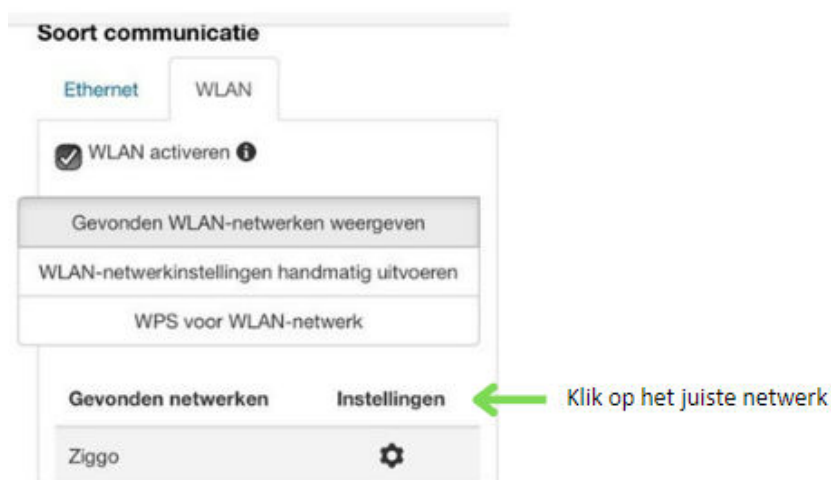 Soort communicatie
Ethernet WLAN
WLAN activeren
Gevonden WLAN-netwerken weergeven
WLAN-netwerkinstellingen handmatig uitvoeren
WPS voor WLAN-netwerk
Gevonden netwerken Instellingen Klik op het juiste netwerk
Ziggo